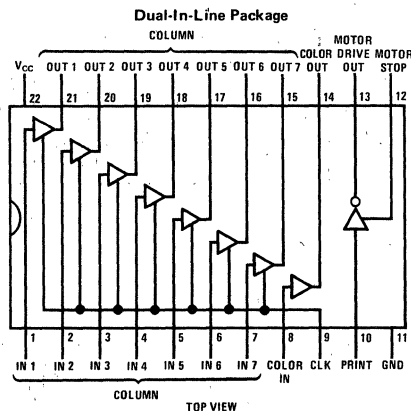 Dual-In-Line Package
COLUMN
MOTOR
COLOR DRIVE MOTOR
VCC OUT 1 OUT 2 OUT 3 OUT 4 OUT 5 OUT 6 OUT 7 OUT OUT STOP
22 21 20 19 18 17 16 15 14 13 12
1 2 3 4 5 6 7 8 9 10 11
IN 1 IN 2 IN 3 IN 4 IN 5 IN 6 IN 7 COLOR CLK PRINT GND
IN
COLUMN
TOP VIEW